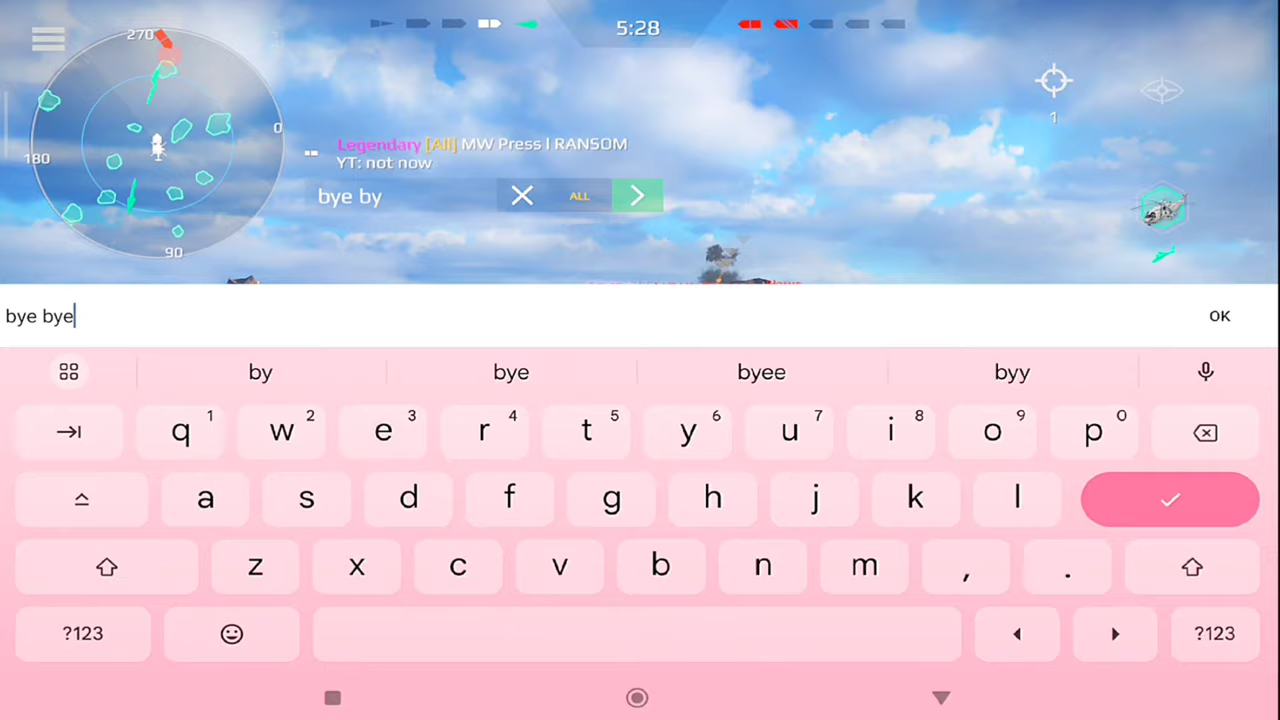 270
5:28
0
180
90
1
Legendary [All] MW Press I RANSOM
YT: not now
bye by
ALL
bye bye
OK
by bye byee byy
q 1 w 2 e 3 r 4 t 5 y 6 u 7 i 8 o 9 p 0
a s d f g h j k l
z x c v b n m , .
?123 ?123